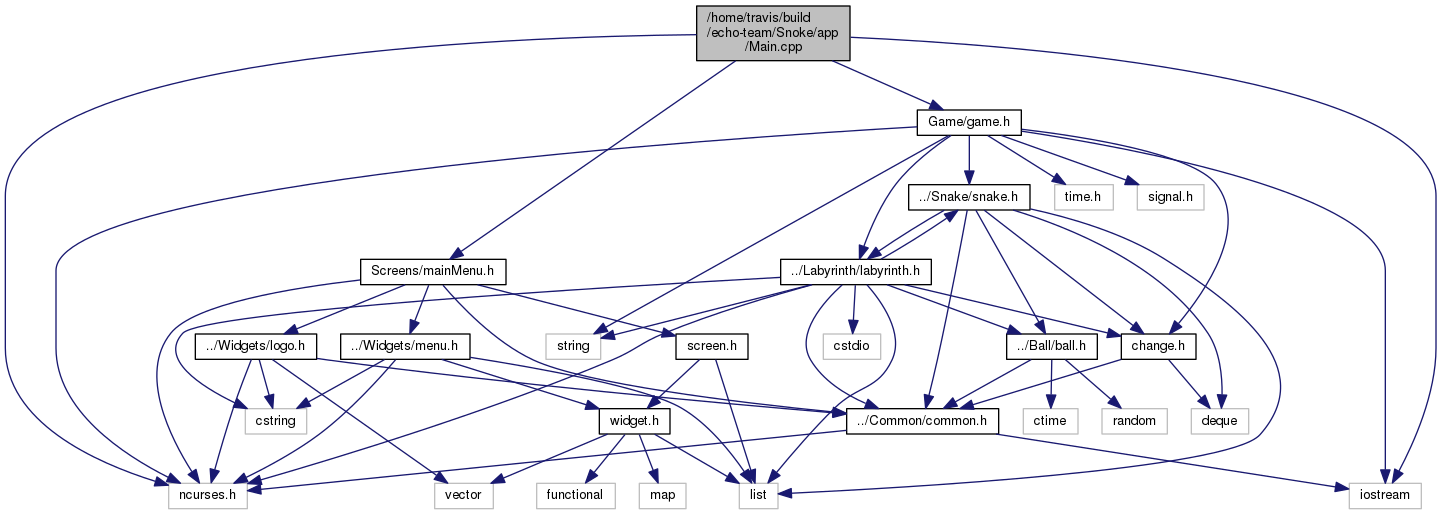 /home/travis/build
/echo-team/Snoke/app
/Main.cpp
Game/game.h
../Snake/snake.h
time.h
signal.h
Screens/mainMenu.h
../Labyrinth/labyrinth.h
../Widgets/logo.h
../Widgets/menu.h
string
screen.h
cstdio
../Ball/ball.h
change.h
cstring
widget.h
../Common/common.h
ctime
random
deque
ncurses.h
vector
functional
map
list
iostream